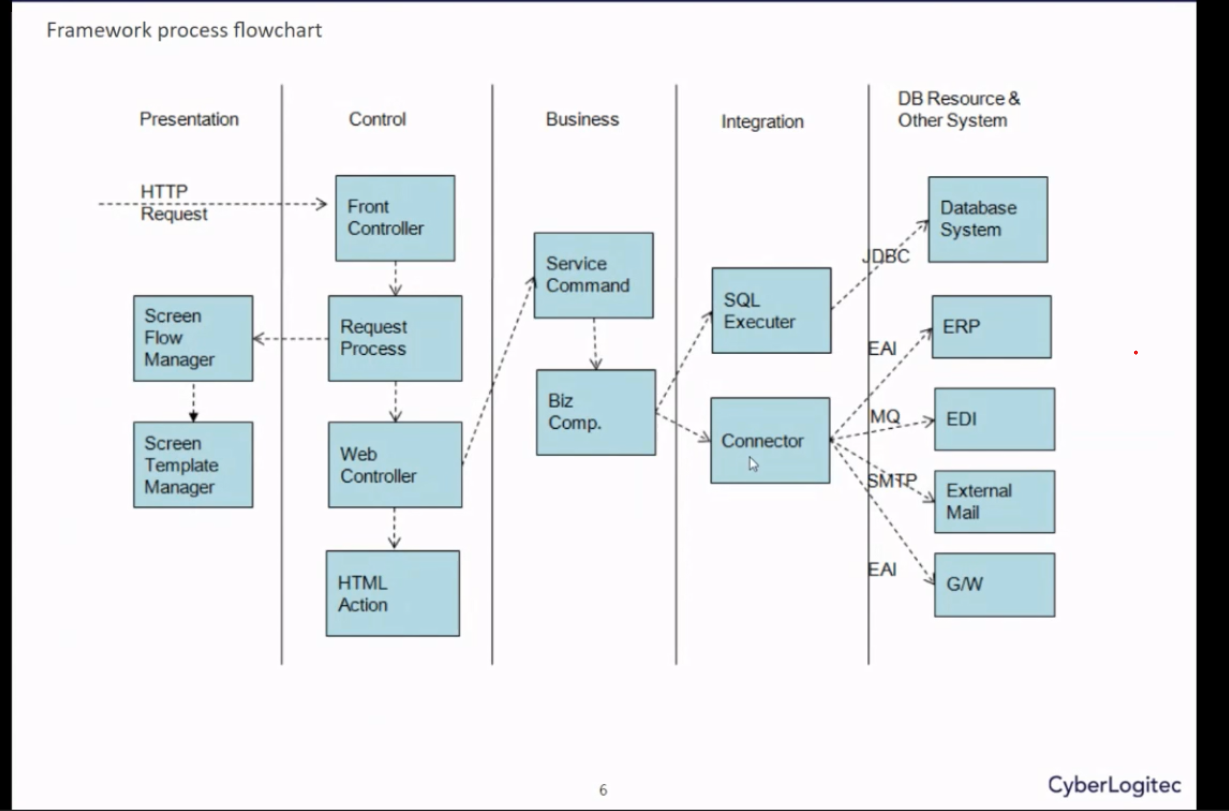 Framework process flowchart
Presentation
Control
Business
Integration
DB Resource &
Other System
HTTP
Request
Front
Controller
Database
System
Service
Command
JDBC
SQL
Executer
Screen
Flow
Manager
Request
Process
ERP
EAI
Biz
Comp.
MQ
EDI
Connector
Screen
Template
Manager
Web
Controller
SMTP
External
Mail
EAI
G/W
HTML
Action
6
CyberLogitec